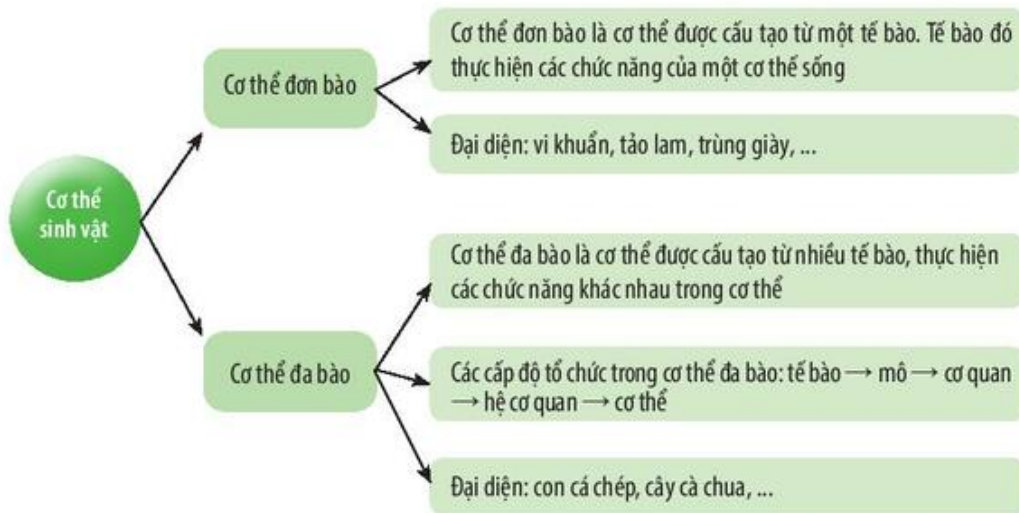 Cơ thể đơn bào là cơ thể được cấu tạo từ một tế bào. Tế bào đó
thực hiện các chức năng của một cơ thể sống
Cơ thể đơn bào
Đại diện: vi khuẩn, tảo lam, trùng giày, ...
Cơ thể
sinh vật
Cơ thể đa bào là cơ thể được cấu tạo từ nhiều tế bào, thực hiện
các chức năng khác nhau trong cơ thể
Cơ thể đa bào
Các cấp độ tổ chức trong cơ thể đa bào: tế bào → mô → cơ quan
→ hệ cơ quan → cơ thể
Đại diện: con cá chép, cây cà chua, ...